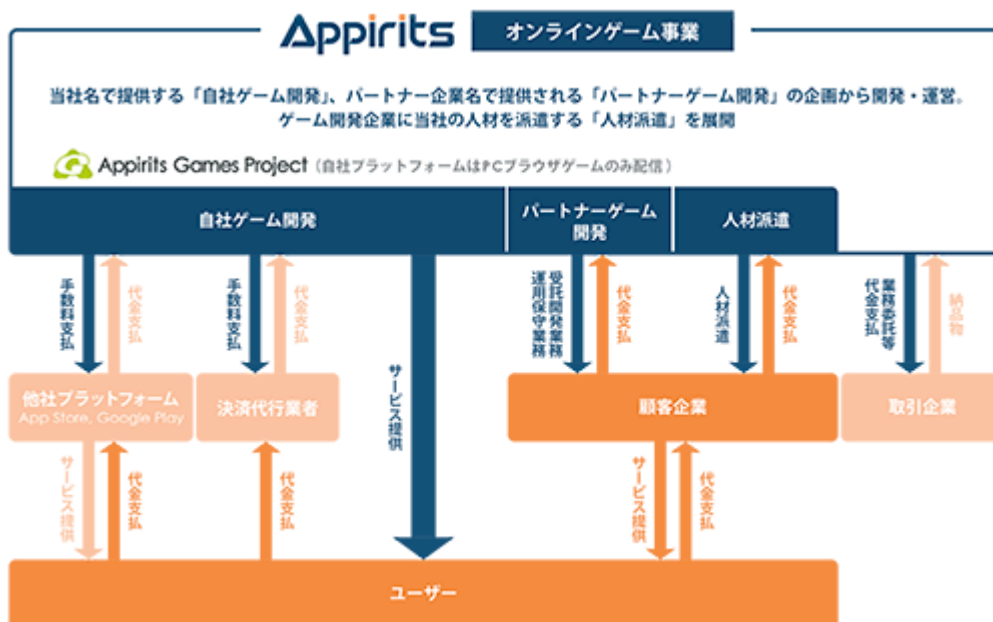 Appirits オンラインゲーム事業
当社名で提供する「自社ゲーム開発」、パートナー企業名で提供される「パートナーゲーム開発」の企画から開発・運営。
ゲーム開発企業に当社の人材を派遣する「人材派遣」を展開
Appirits Games Project（自社プラットフォームはPCブラウザゲームのみ配信）
自社ゲーム開発
パートナーゲーム
開発
人材派遣
手数料支払
代金支払
手数料支払
代金支払
サービス提供
受託開発業務
運用保守業務
代金支払
人材派遣
代金支払
業務委託等
代金支払
納品物
他社プラットフォーム
App Store, Google Play
決済代行業者
顧客企業
取引企業
サービス提供
代金支払
代金支払
サービス提供
代金支払
ユーザー